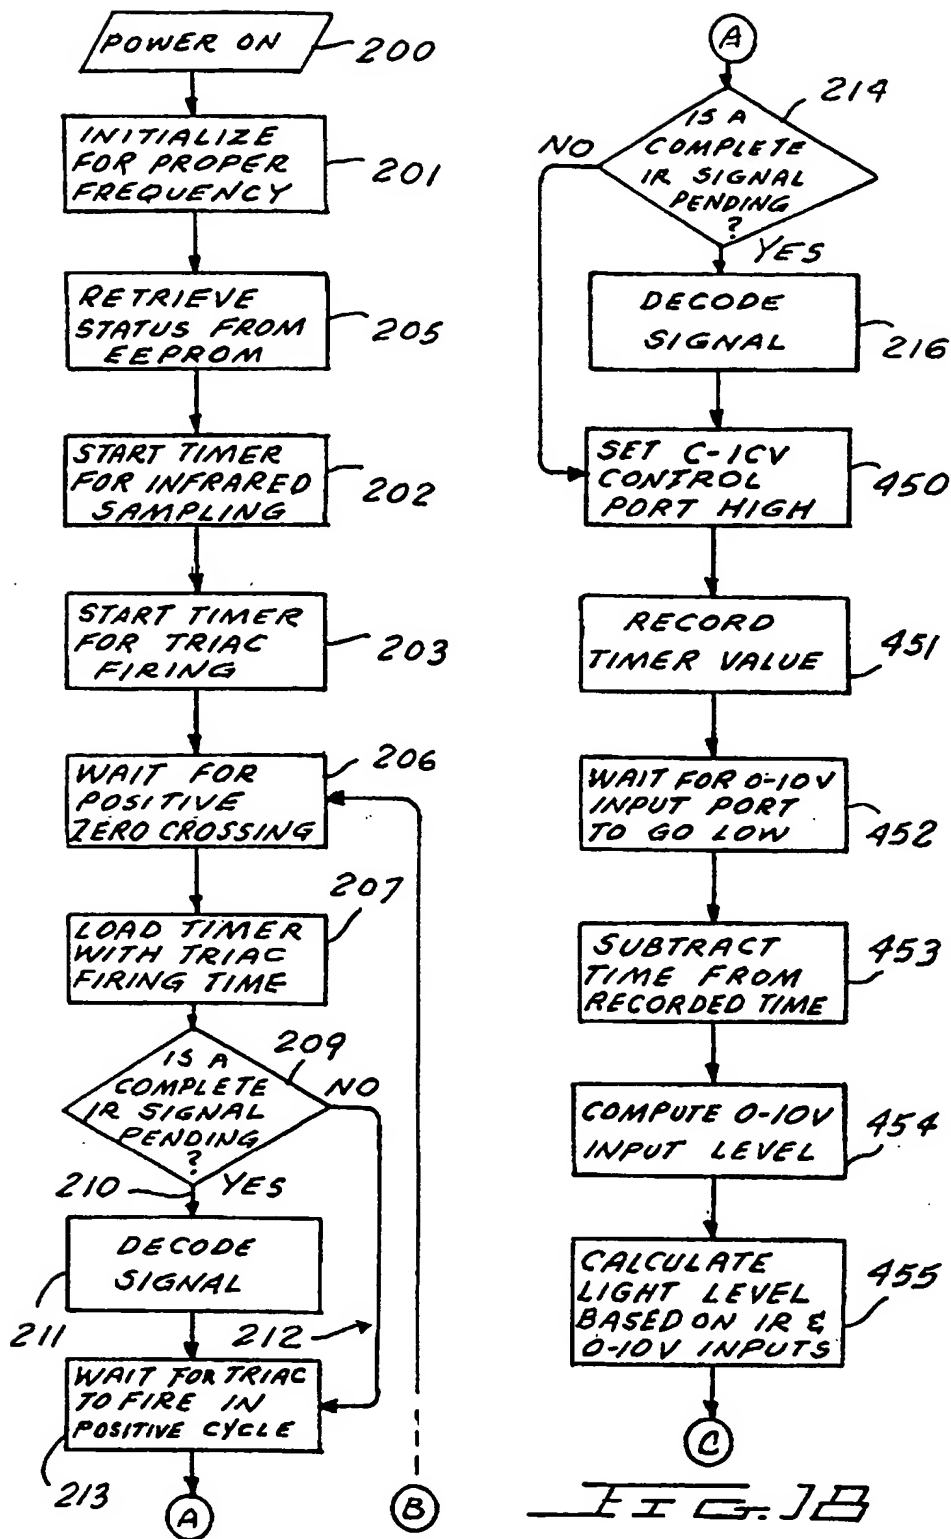 POWER ON
200
INITIALIZE
FOR PROPER
FREQUENCY
201
RETRIEVE
STATUS FROM
EEPROM
205
START TIMER
FOR INFRARED
SAMPLING
202
START TIMER
FOR TRIAC
FIRING
203
WAIT FOR
POSITIVE
ZERO CROSSING
206
LOAD TIMER
WITH TRIAC
FIRING TIME
207
IS A
COMPLETE
IR SIGNAL
PENDING
?
209
NO
210
YES
DECODE
SIGNAL
211
212
WAIT FOR TRIAC
TO FIRE IN
POSITIVE CYCLE
213
A
B
A
IS A
COMPLETE
IR SIGNAL
PENDING
?
214
NO
YES
DECODE
SIGNAL
216
SET C-1CV
CONTROL
PORT HIGH
450
RECORD
TIMER VALUE
451
WAIT FOR 0-10V
INPUT PORT
TO GO LOW
452
SUBTRACT
TIME FROM
RECORDED TIME
453
COMPUTE 0-10V
INPUT LEVEL
454
CALCULATE
LIGHT LEVEL
BASED ON IR &
0-10V INPUTS
455
C
FIG. 1B